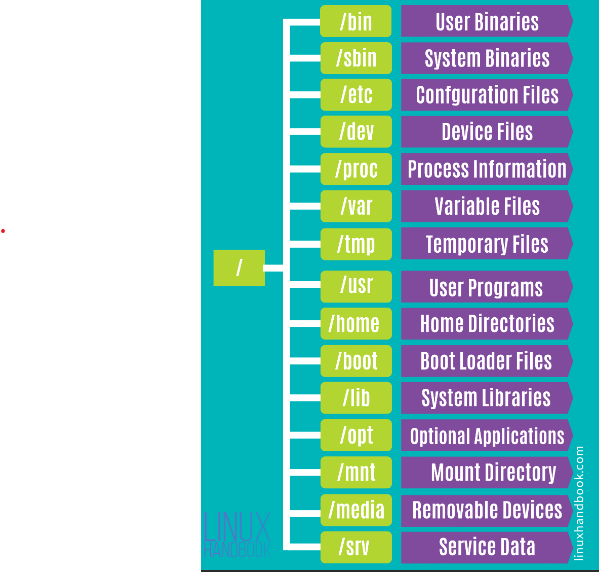 /bin User Binaries
/sbin System Binaries
/etc Confguration Files
/dev Device Files
/proc Process Information
/var Variable Files
/tmp Temporary Files
/
/usr User Programs
/home Home Directories
/boot Boot Loader Files
/lib System Libraries
/opt Optional Applications
/mnt Mount Directory
/media Removable Devices
/srv Service Data
LINUX
HANDBOOK
linuxhandbook.com